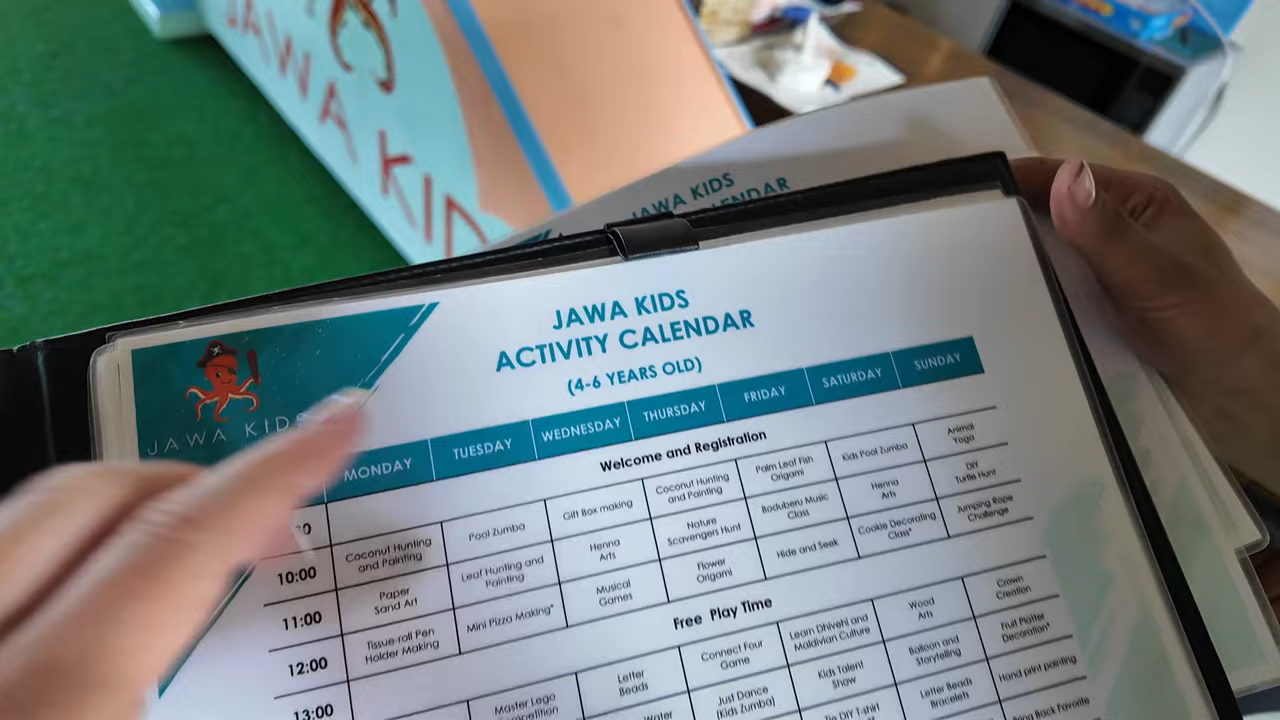 JAWA KID
JAWA KIDS
JAWA KIDS
ACTIVITY CALENDAR
(4-6 YEARS OLD)
JAWA KIDS
MONDAY TUESDAY WEDNESDAY THURSDAY FRIDAY SATURDAY SUNDAY
Welcome and Registration
10:00 Coconut Hunting and Painting Pool Zumba Gift Box making Coconut Hunting and Painting Palm Leaf Fish Origami Kids Pool Zumba Animal Yoga
11:00 Paper Sand Art Leaf Hunting and Painting Henna Arts Nature Scavengers Hunt Boduberu Music Class Henna Arts DIY Turtle Hunt
12:00 Tissue-roll Pen Holder Making Mini Pizza Making* Musical Games Flower Origami Hide and Seek Cookie Decorating Class* Jumping Rope Challenge
13:00 Free Play Time
Master Lego Letter Beads Connect Four Game Learn Dhivehi and Maldivian Culture Wood Arts Crown Creation
Just Dance (Kids Zumba) Kids Talent Show Balloon and Storytelling Fruit Platter Decoration*
Letter Beads Bracelets Hand print painting